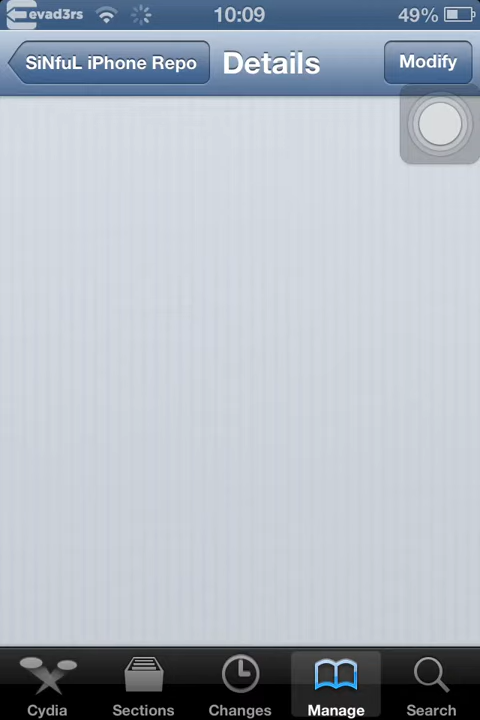 evad3rs 10:09 49%
SiNfuL iPhone Repo Details Modify
Cydia Sections Changes Manage Search